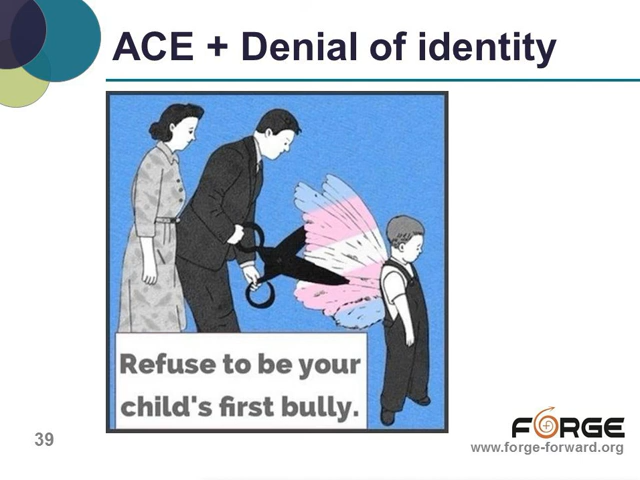 ACE + Denial of identity
Refuse to be your
child's first bully.
39
FORGE
www.forge-forward.org